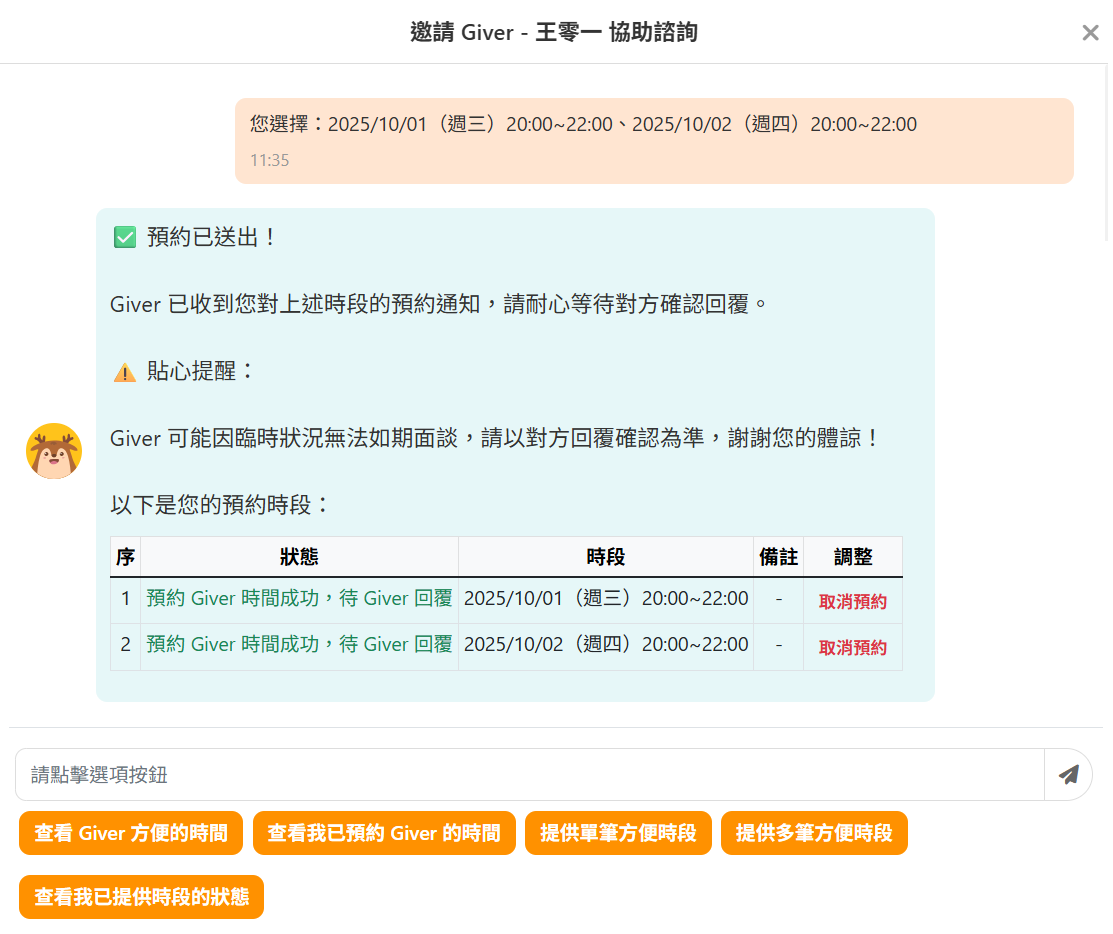 邀請 Giver - 王零一 協助諮詢
您選擇：2025/10/01（週三）20:00~22:00、2025/10/02（週四）20:00~22:00
11:35
✅ 預約已送出！
Giver 已收到您對上述時段的預約通知，請耐心等待對方確認回覆。
⚠️ 貼心提醒：
Giver 可能因臨時狀況無法如期面談，請以對方回覆確認為準，謝謝您的體諒！
以下是您的預約時段：
序 狀態 時段 備註 調整
1 預約 Giver 時間成功，待 Giver 回覆 2025/10/01（週三）20:00~22:00 - 取消預約
2 預約 Giver 時間成功，待 Giver 回覆 2025/10/02（週四）20:00~22:00 - 取消預約
請點擊選項按鈕
查看 Giver 方便的時間 查看我已預約 Giver 的時間 提供單筆方便時段 提供多筆方便時段
查看我已提供時段的狀態